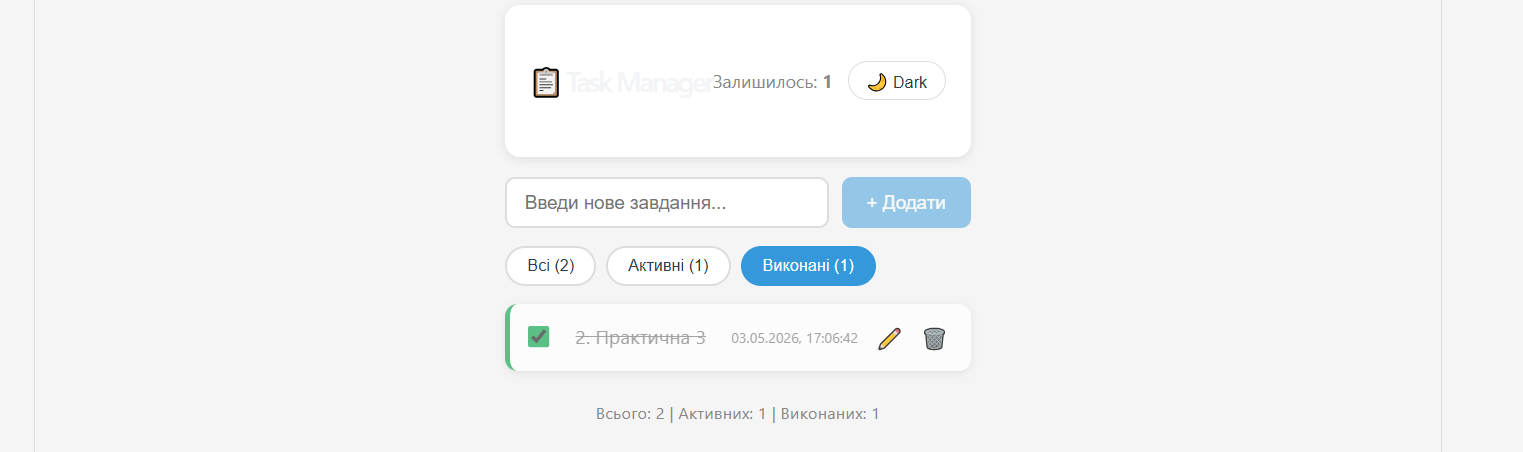 Task Manager Залишилось: 1 Dark
Введи нове завдання... + Додати
Всі (2) Активні (1) Виконані (1)
2. Практична 3 03.05.2026, 17:06:42
Всього: 2 | Активних: 1 | Виконаних: 1